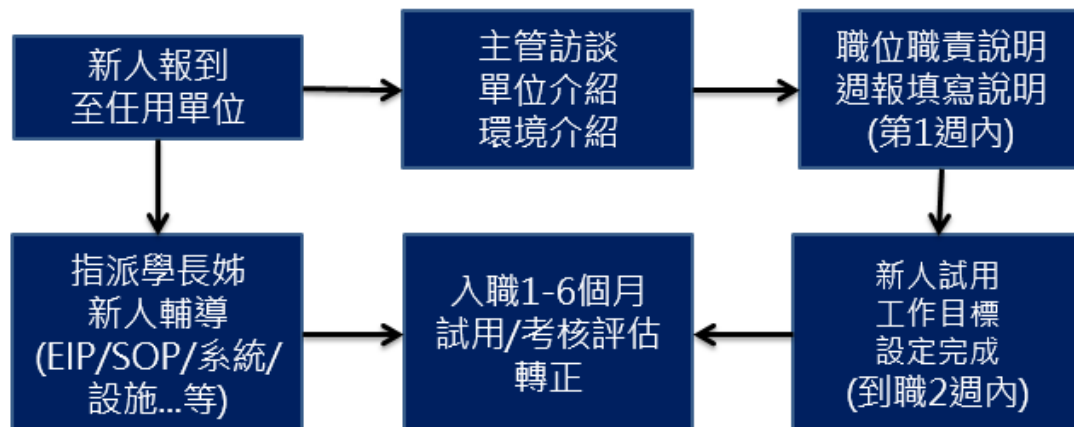 新人報到
至任用單位
主管訪談
單位介紹
環境介紹
職位職責說明
週報填寫說明
(第1週內)
指派學長姊
新人輔導
(EIP/SOP/系統/
設施...等)
入職1-6個月
試用/考核評估
轉正
新人試用
工作目標
設定完成
(到職2週內)